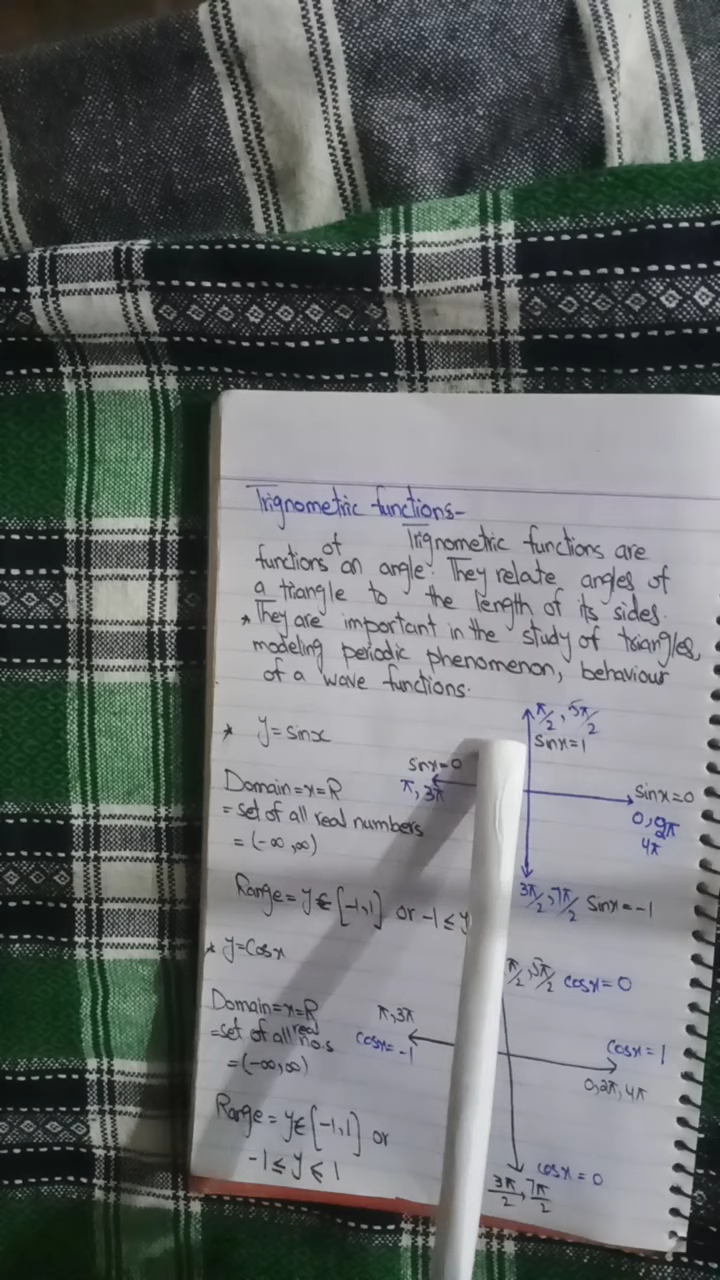 Trignometric functions-
Trignometric functions are
functions of an angle. They relate angles of
a triangle to the length of its sides.
* They are important in the study of triangles,
modeling periodic phenomenon, behaviour
of a wave functions.
* y=sinx
π/2, 5π/2
sinx=1
sinx=0
π, 3π
sinx=0
0, 2π
4π
Domain=x=R
= set of all real numbers
= (-∞,∞)
3π/2, 7π/2 sinx=-1
Range= y∈[-1,1] or -1≤y
* y=cosx
π/2, 5π/2 cosx=0
Domain=x=R
=set of all real no.s
=(-∞,∞)
π,3π
cosx=-1
cosx=1
0,2π,4π
Range= y∈[-1,1] or
-1≤y≤1
cosx=0
3π/2, 7π/2